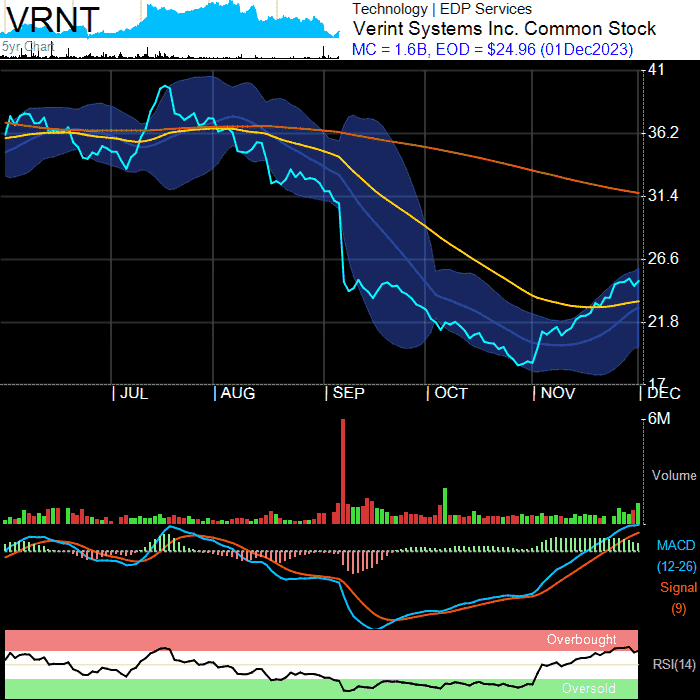 VRNT
5yr Chart
Technology | EDP Services
Verint Systems Inc. Common Stock
MC = 1.6B, EOD = $24.96 (01Dec2023)
41
36.2
31.4
26.6
21.8
17
JUL AUG SEP OCT NOV DEC
6M
Volume
MACD
(12-26)
Signal
(9)
Overbought
RSI(14)
Oversold